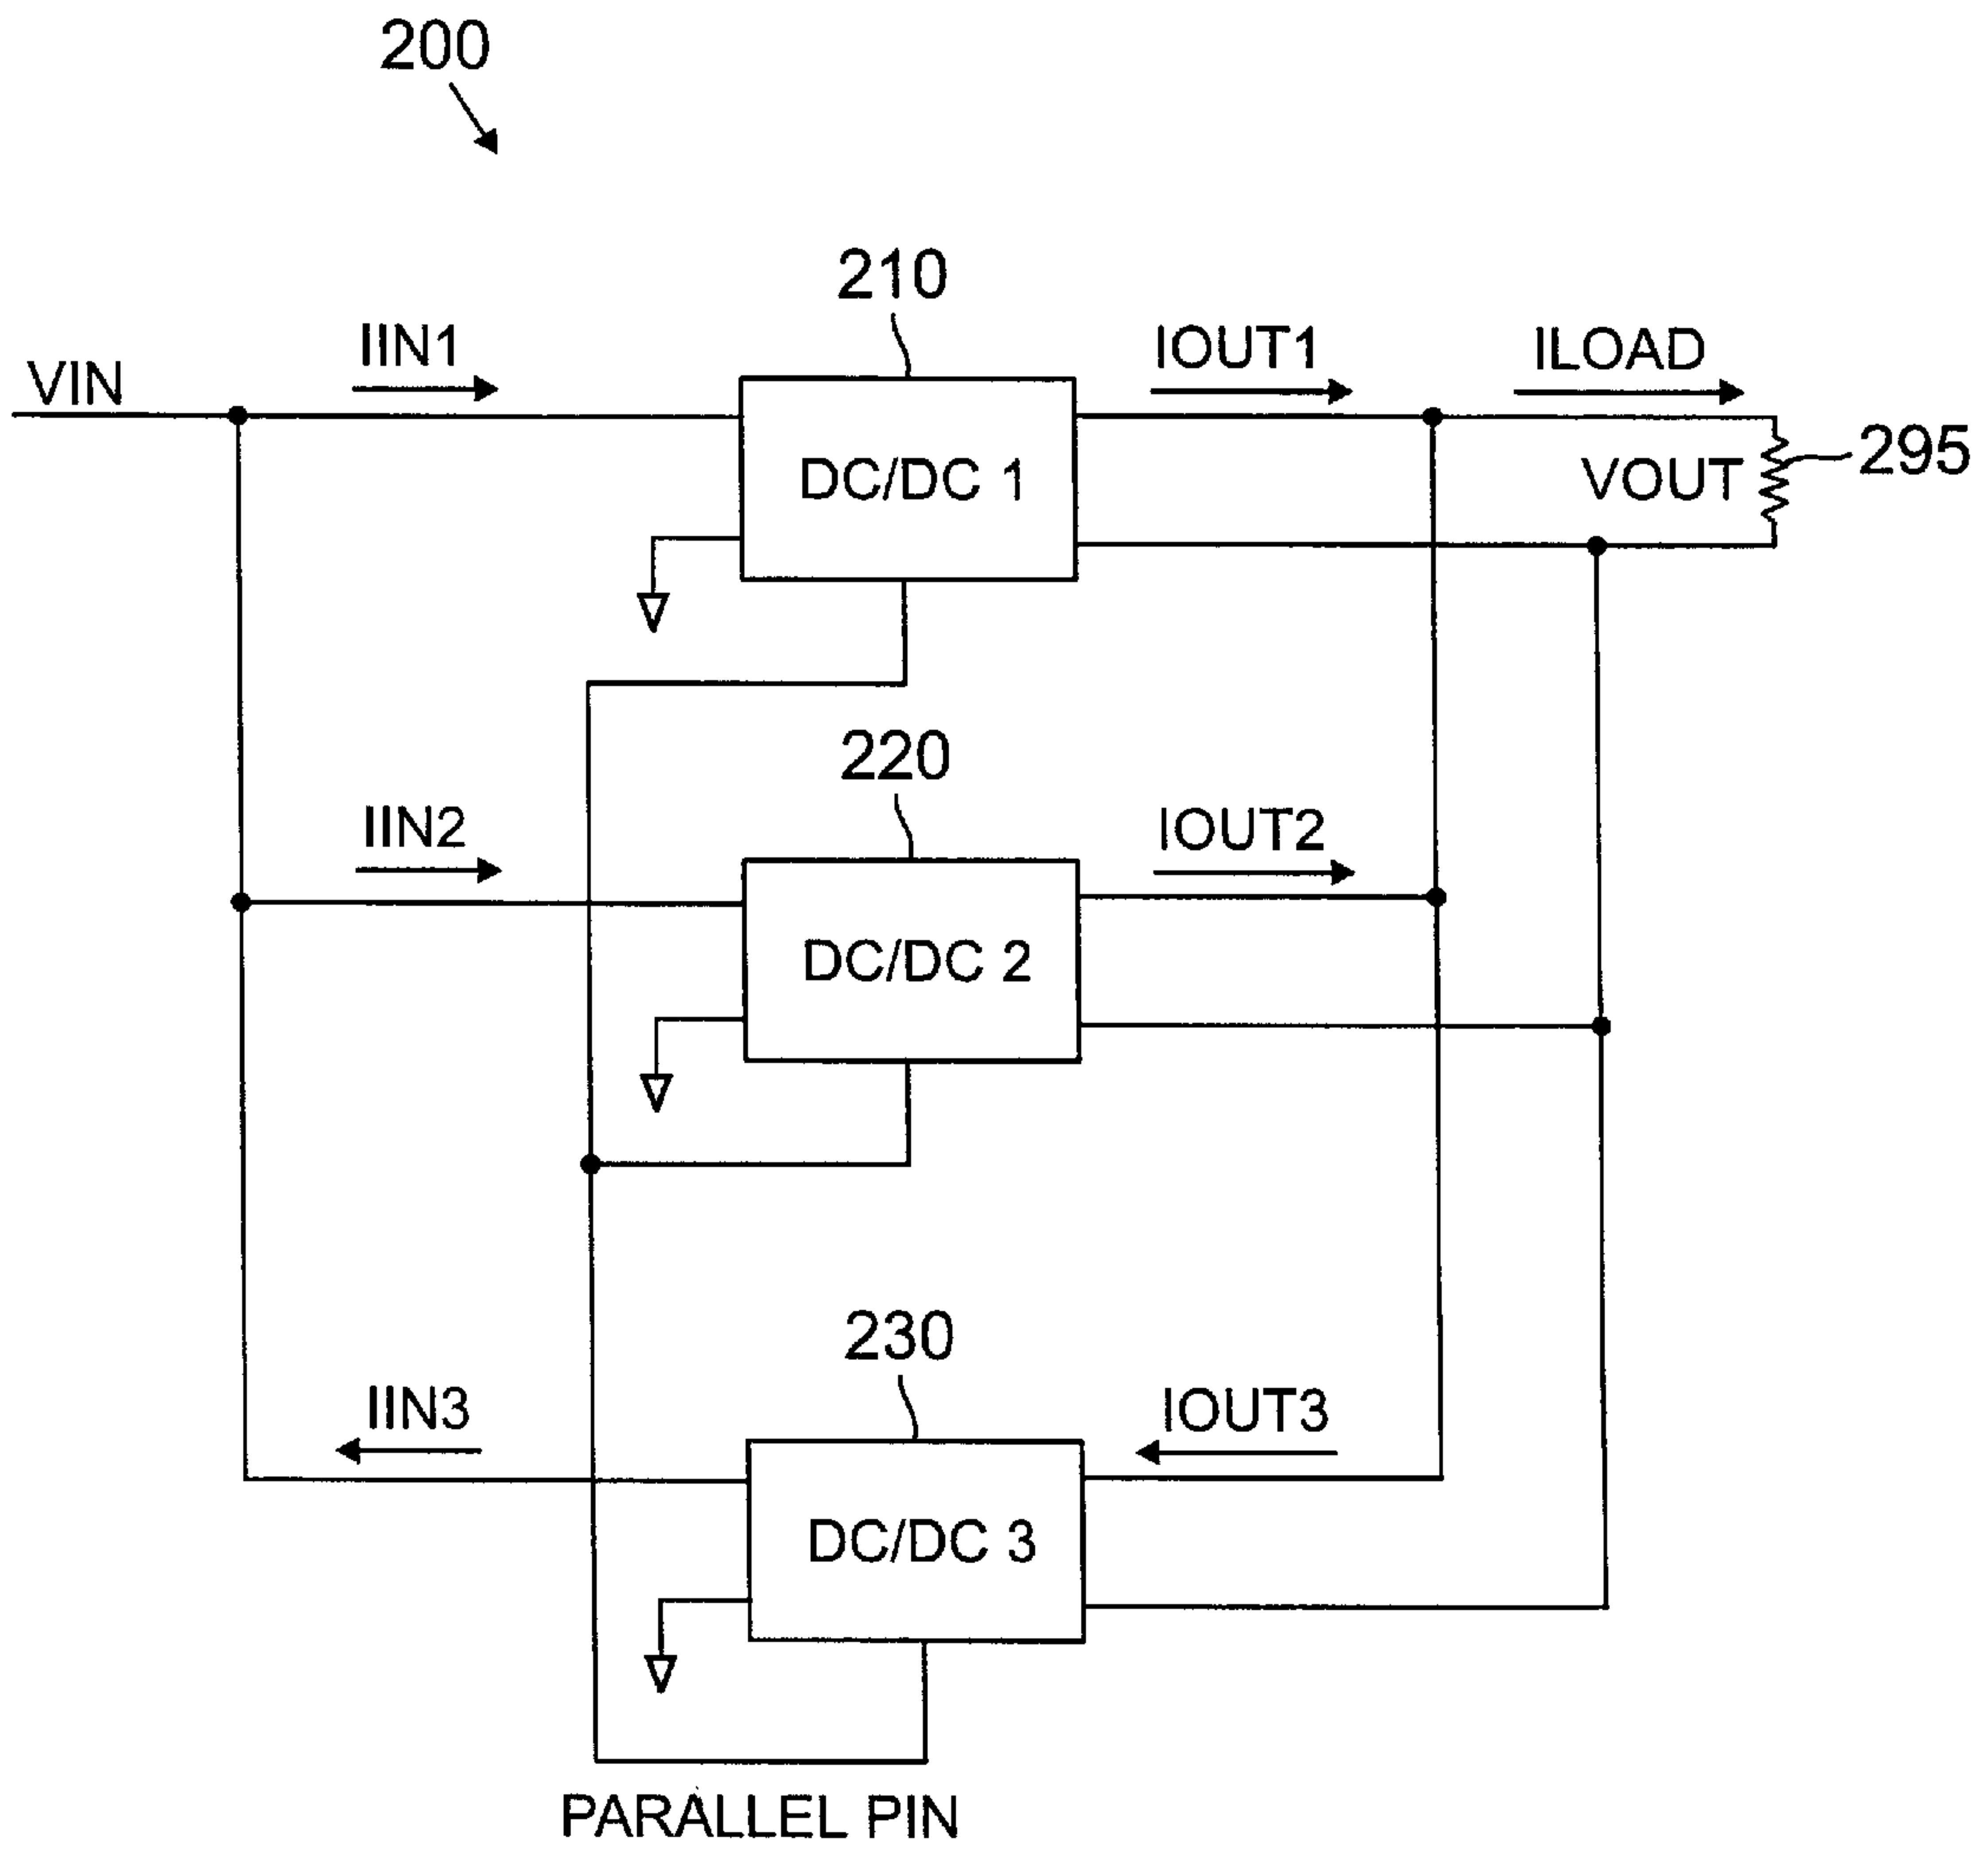 200
210
IIN1
IOUT1
ILOAD
VIN
DC/DC 1
VOUT
295
220
IIN2
IOUT2
DC/DC 2
230
IIN3
IOUT3
DC/DC 3
PARALLEL PIN